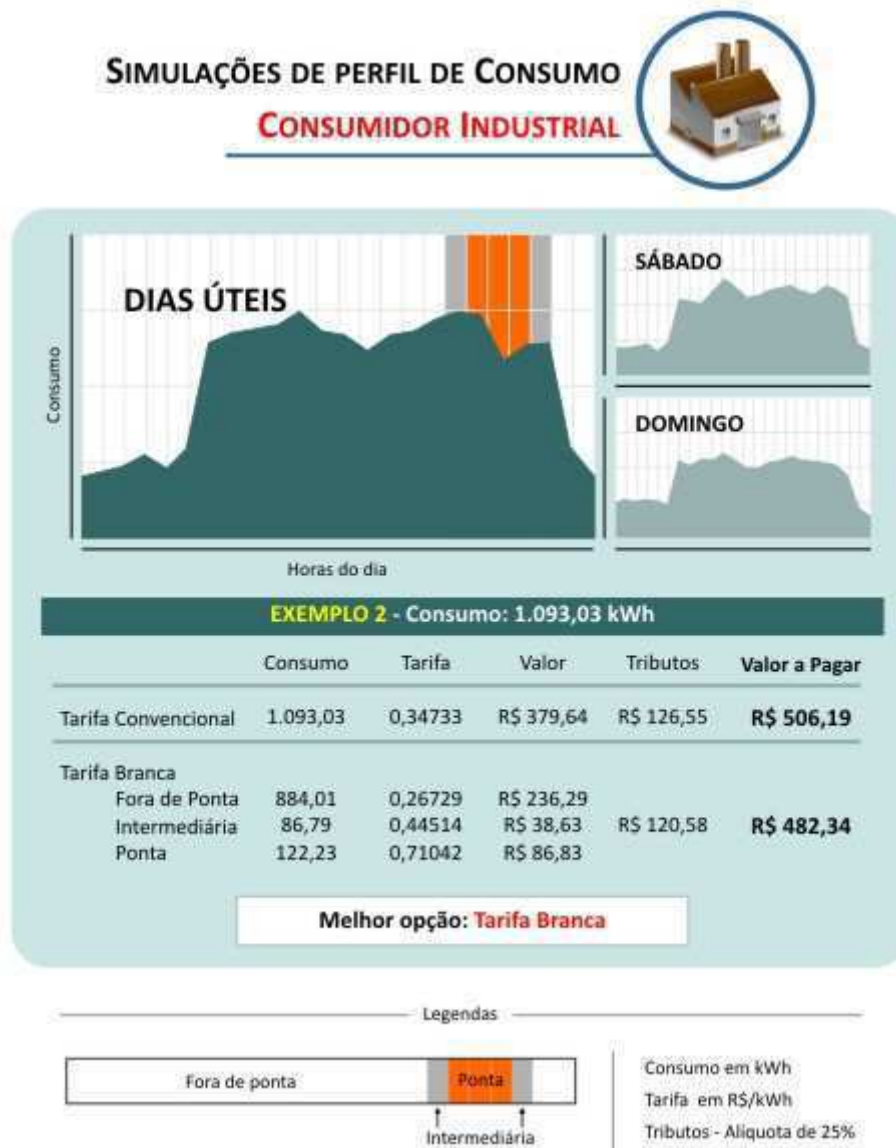 SIMULAÇÕES DE PERFIL DE CONSUMO
CONSUMIDOR INDUSTRIAL
DIAS ÚTEIS
Consumo
Horas do dia
SÁBADO
DOMINGO
EXEMPLO 2 - Consumo: 1.093,03 kWh
Consumo Tarifa Valor Tributos Valor a Pagar
Tarifa Convencional 1.093,03 0,34733 R$ 379,64 R$ 126,55 R$ 506,19
Tarifa Branca
Fora de Ponta 884,01 0,26729 R$ 236,29
Intermediária 86,79 0,44514 R$ 38,63 R$ 120,58 R$ 482,34
Ponta 122,23 0,71042 R$ 86,83
Melhor opção: Tarifa Branca
Legendas
Fora de ponta Ponta
Intermediária
Consumo em kWh
Tarifa em R$/kWh
Tributos - Alíquota de 25%